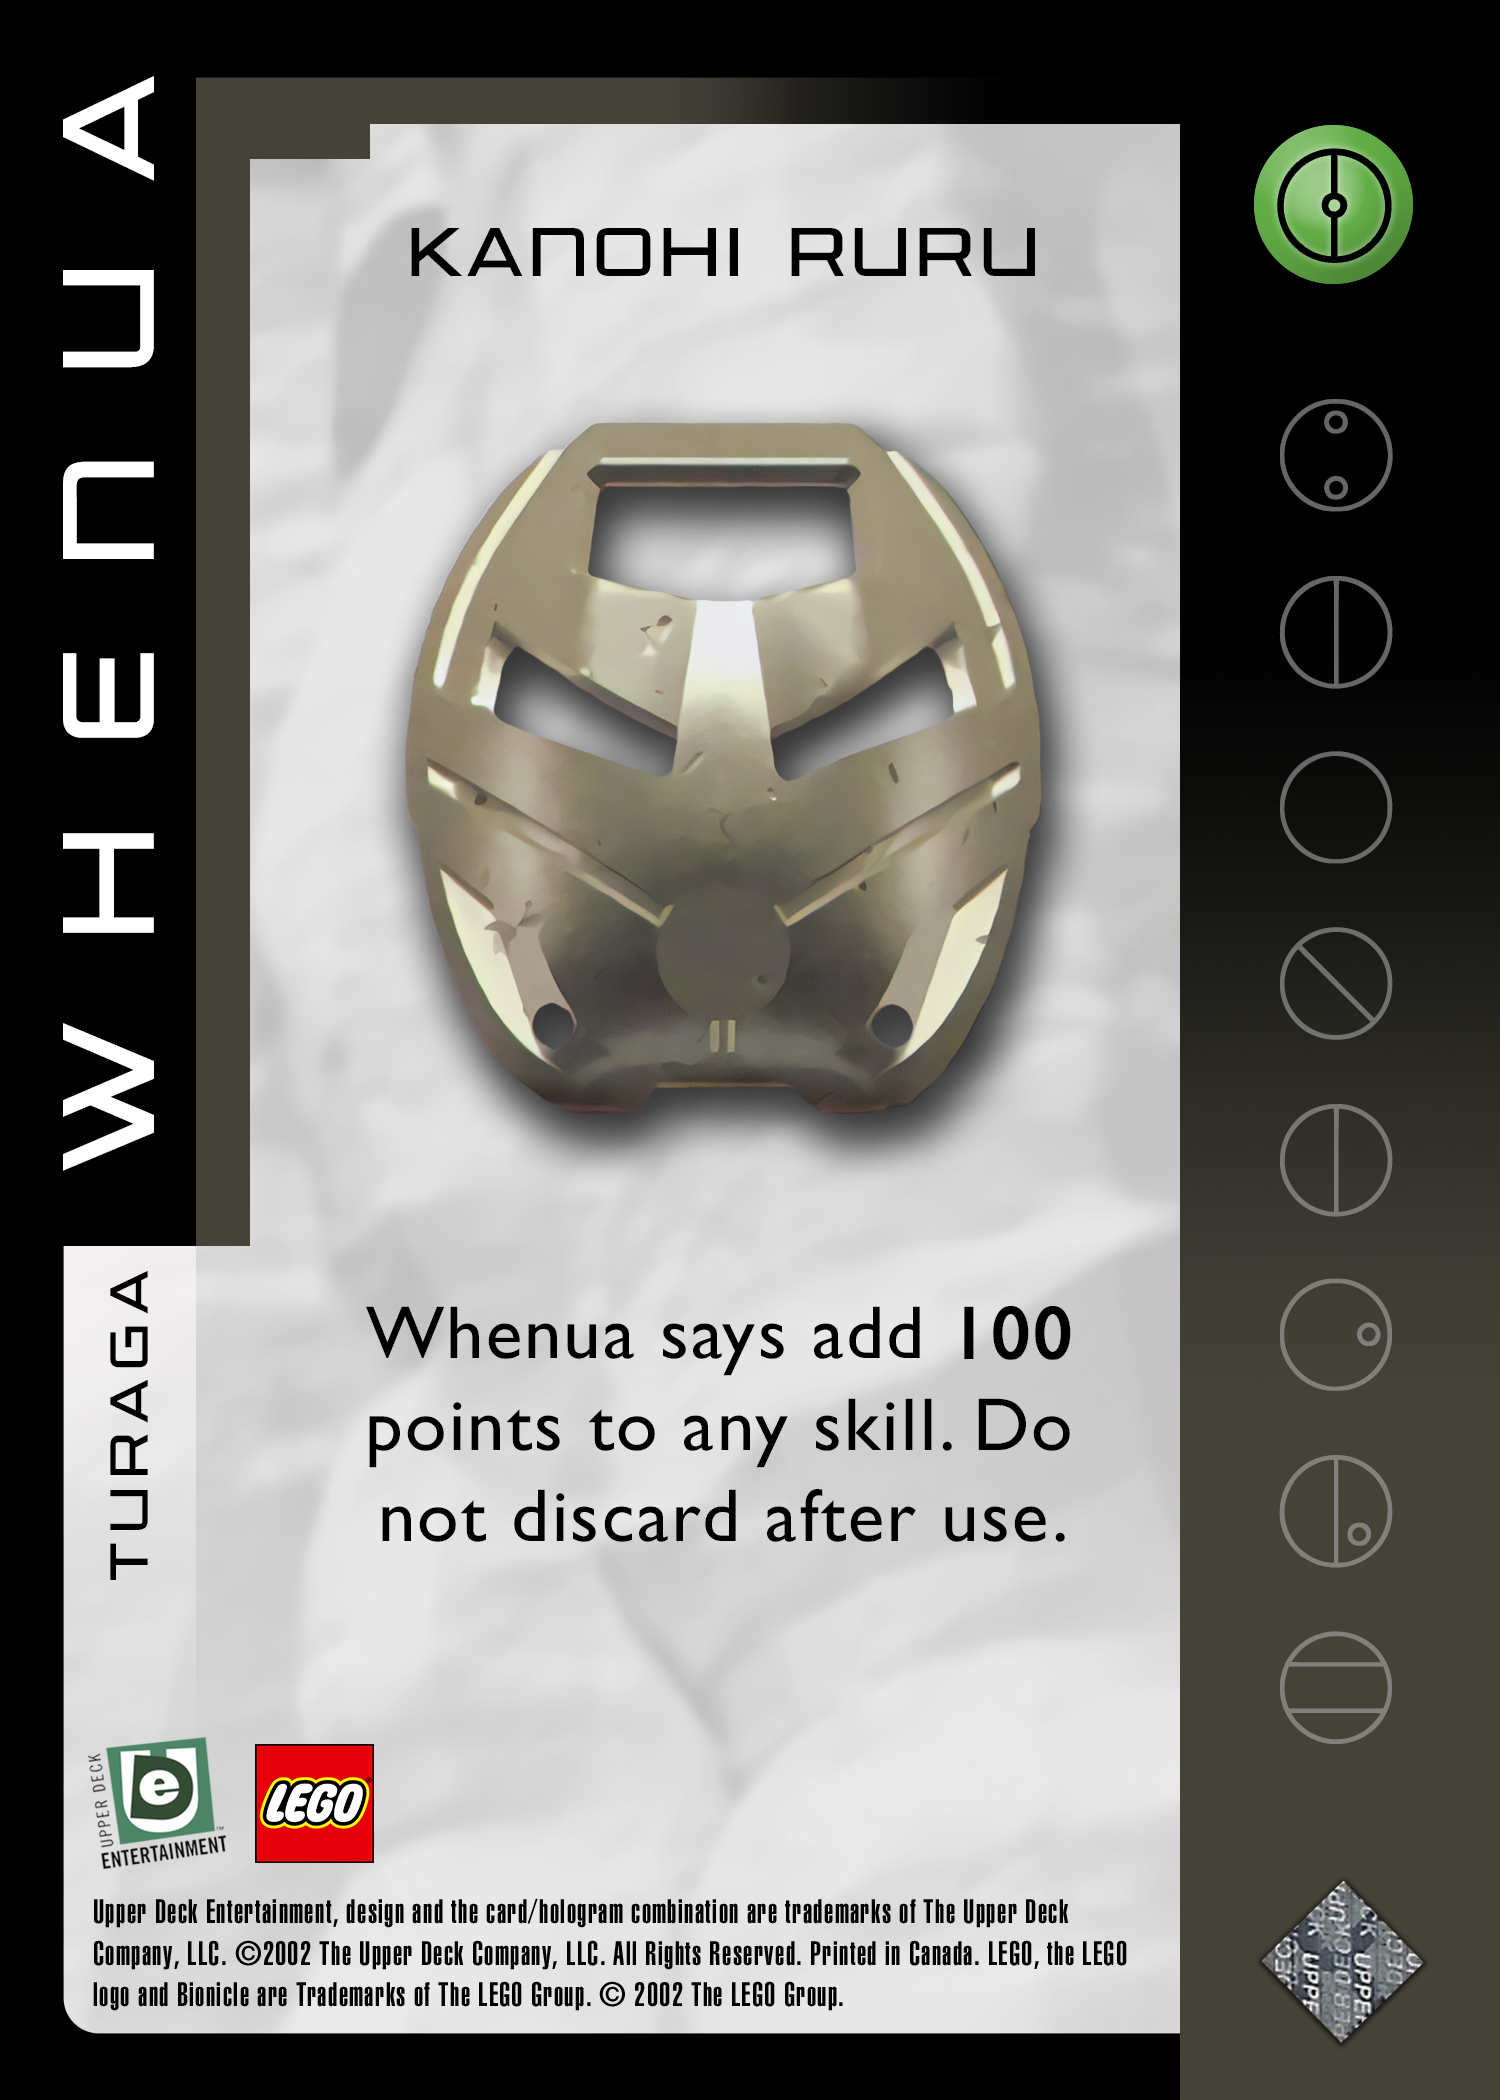 WHENUA
TURAGA
KANOHI RURU
Whenua says add 100
points to any skill. Do
not discard after use.
UPPER DECK
ENTERTAINMENT
™
LEGO
Upper Deck Entertainment, design and the card/hologram combination are trademarks of The Upper Deck
Company, LLC. ©2002 The Upper Deck Company, LLC. All Rights Reserved. Printed in Canada. LEGO, the LEGO
logo and Bionicle are Trademarks of The LEGO Group. © 2002 The LEGO Group.